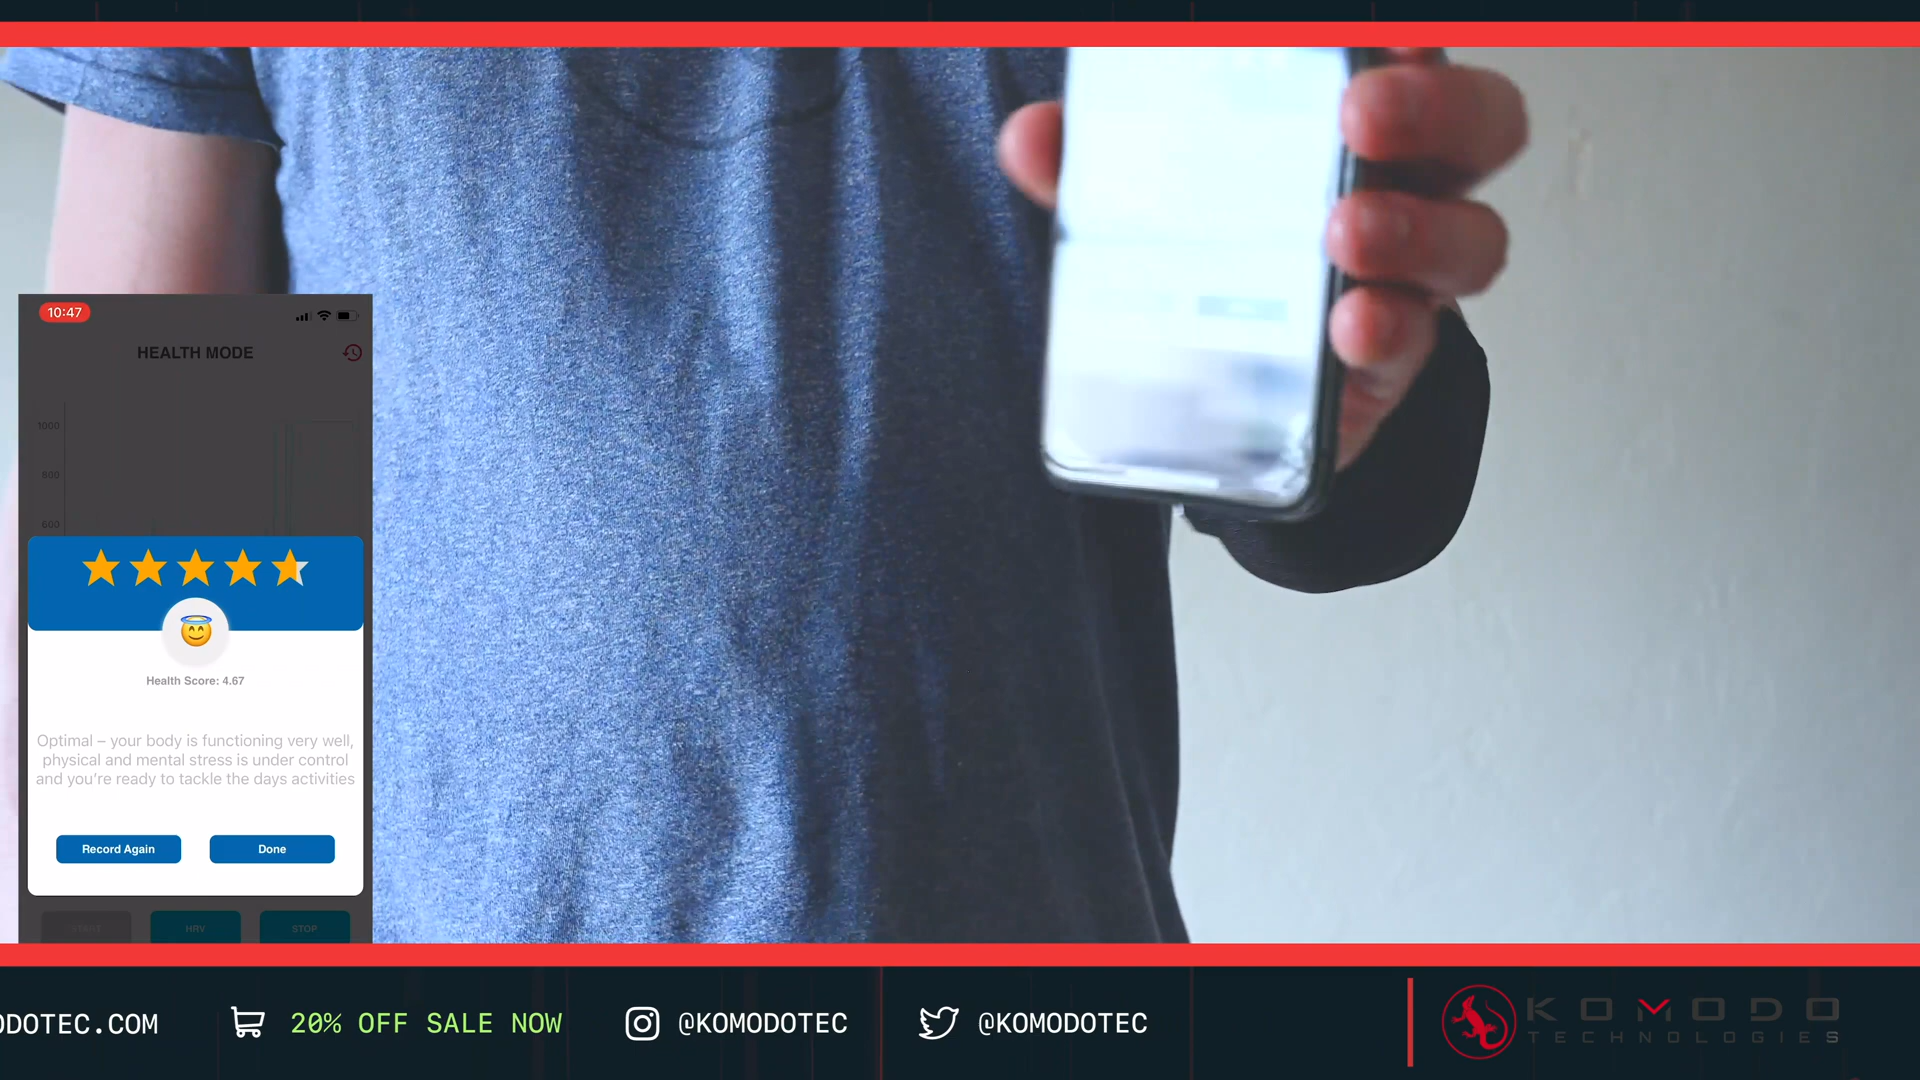 10:47
HEALTH MODE
1000
800
600
Health Score: 4.67
Optimal – your body is functioning very well,
physical and mental stress is under control
and you're ready to tackle the days activities
Record Again
Done
START
HRV
STOP
ODOTEC.COM
20% OFF SALE NOW
@KOMODOTEC
@KOMODOTEC
KOMODO
TECHNOLOGIES